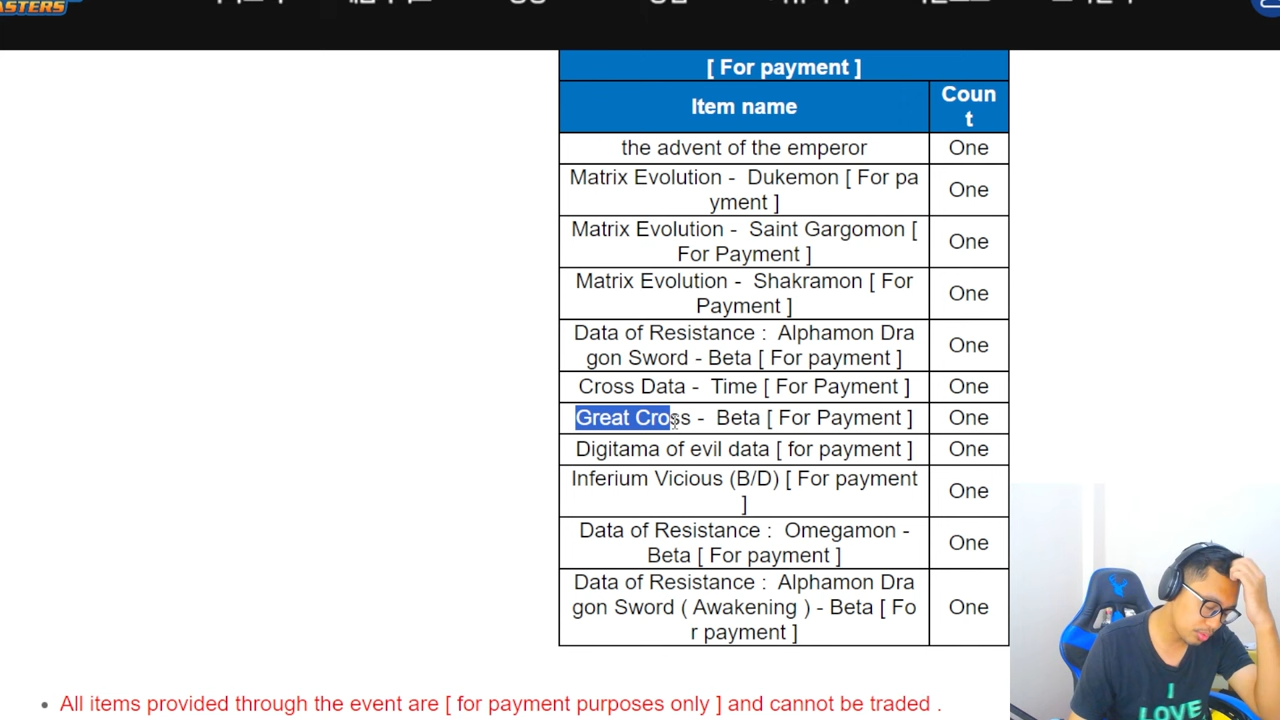 [ For payment ]
Item name
Coun
t
the advent of the emperor
One
Matrix Evolution - Dukemon [ For pa
yment ]
One
Matrix Evolution - Saint Gargomon [
For Payment ]
One
Matrix Evolution - Shakramon [ For
Payment ]
One
Data of Resistance : Alphamon Dra
gon Sword - Beta [ For payment ]
One
Cross Data - Time [ For Payment ]
One
Great Cross - Beta [ For Payment ]
One
Digitama of evil data [ for payment ]
One
Inferium Vicious (B/D) [ For payment
]
One
Data of Resistance : Omegamon -
Beta [ For payment ]
One
Data of Resistance : Alphamon Dra
gon Sword ( Awakening ) - Beta [ Fo
r payment ]
One
• All items provided through the event are [ for payment purposes only ] and cannot be traded .
I
LOVE